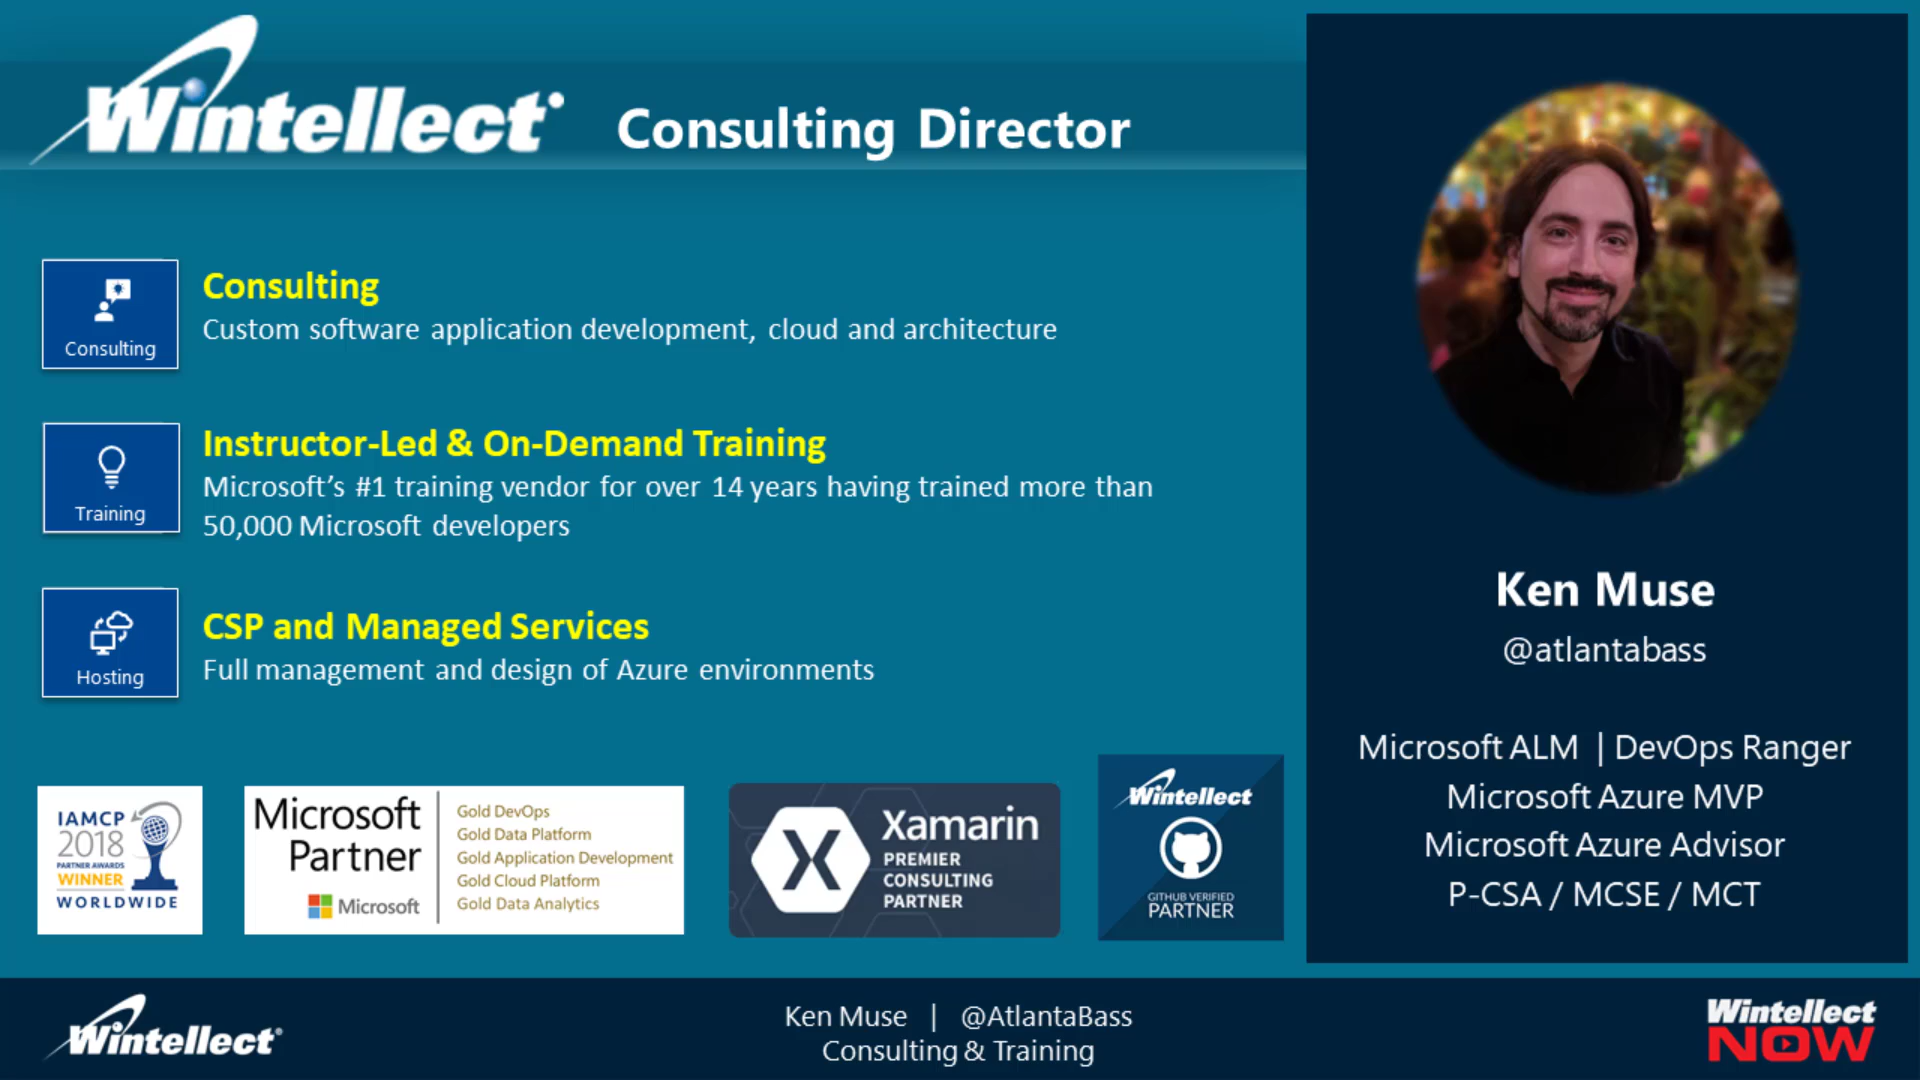 Wintellect
Consulting Director
Consulting
Consulting
Custom software application development, cloud and architecture
Training
Instructor-Led & On-Demand Training
Microsoft’s #1 training vendor for over 14 years having trained more than
50,000 Microsoft developers
Hosting
CSP and Managed Services
Full management and design of Azure environments
IAMCP
2018
PARTNER AWARDS
WINNER
WORLDWIDE
Microsoft
Partner
Microsoft
Gold DevOps
Gold Data Platform
Gold Application Development
Gold Cloud Platform
Gold Data Analytics
Xamarin
PREMIER
CONSULTING
PARTNER
Wintellect
GITHUB VERIFIED
PARTNER
Ken Muse
@atlantabass
Microsoft ALM | DevOps Ranger
Microsoft Azure MVP
Microsoft Azure Advisor
P-CSA / MCSE / MCT
Wintellect
Ken Muse | @AtlantaBass
Consulting & Training
Wintellect
NOW